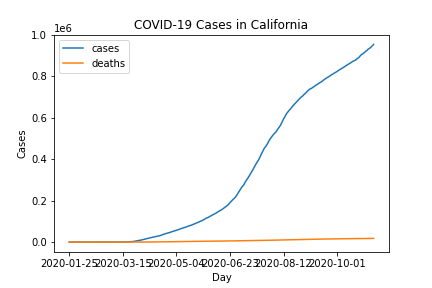 COVID-19 Cases in California
1e6
cases
deaths
1.0
0.8
0.6
0.4
0.2
0.0
Cases
2020-01-25 2020-03-15 2020-05-04 2020-06-23 2020-08-12 2020-10-01
Day